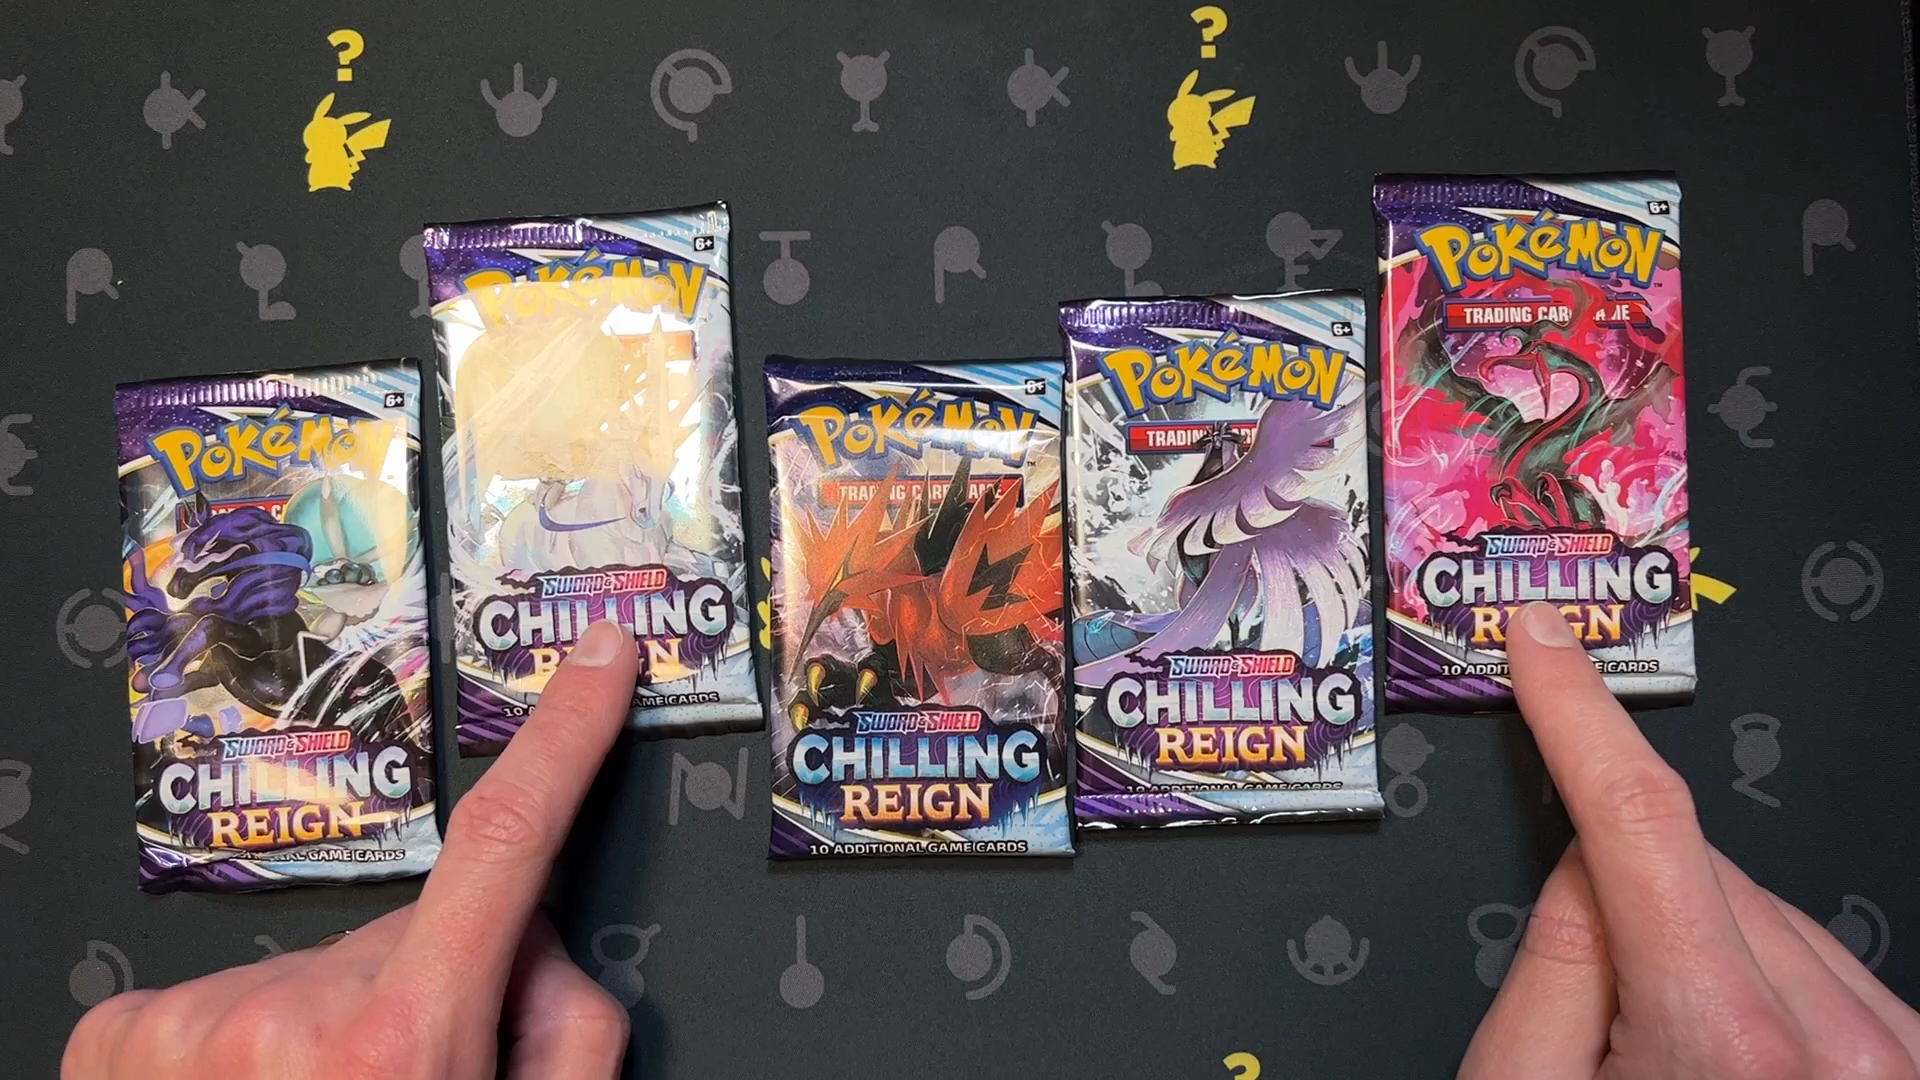 ?
?
6+
Pokémon
SWORD & SHIELD
CHILLING
REIGN
GAME CARDS
6+
Pokémon
SWORD & SHIELD
CHILLING
10
GAME CARDS
6+
Pokémon
TRADING CARD GAME
SWORD & SHIELD
CHILLING
REIGN
10 ADDITIONAL GAME CARDS
6+
Pokémon
TRADING
SWORD & SHIELD
CHILLING
REIGN
10 ADDITIONAL GAME CARDS
6+
Pokémon
TRADING
SWORD & SHIELD
CHILLING
10
CARDS
?